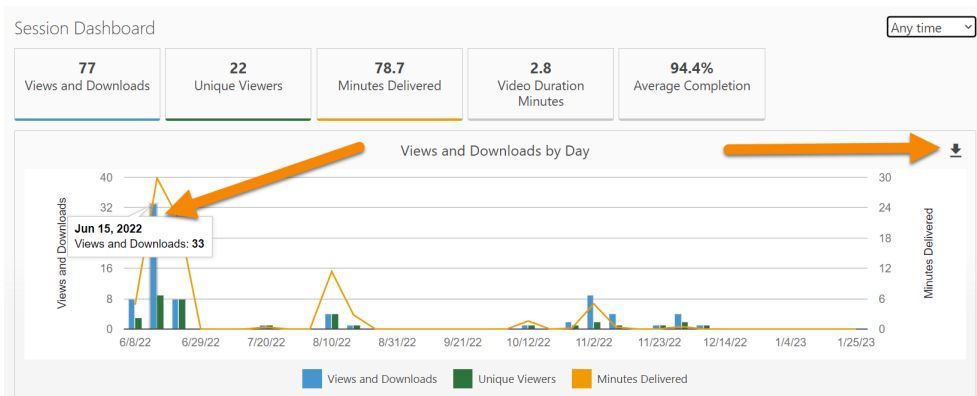 Session Dashboard
Any time
77
Views and Downloads
22
Unique Viewers
78.7
Minutes Delivered
2.8
Video Duration
Minutes
94.4%
Average Completion
Views and Downloads by Day
40
32
16
8
0
Views and Downloads
Jun 15, 2022
Views and Downloads: 33
30
24
18
12
6
0
Minutes Delivered
6/8/22
6/29/22
7/20/22
8/10/22
8/31/22
9/21/22
10/12/22
11/2/22
11/23/22
12/14/22
1/4/23
1/25/23
Views and Downloads
Unique Viewers
Minutes Delivered